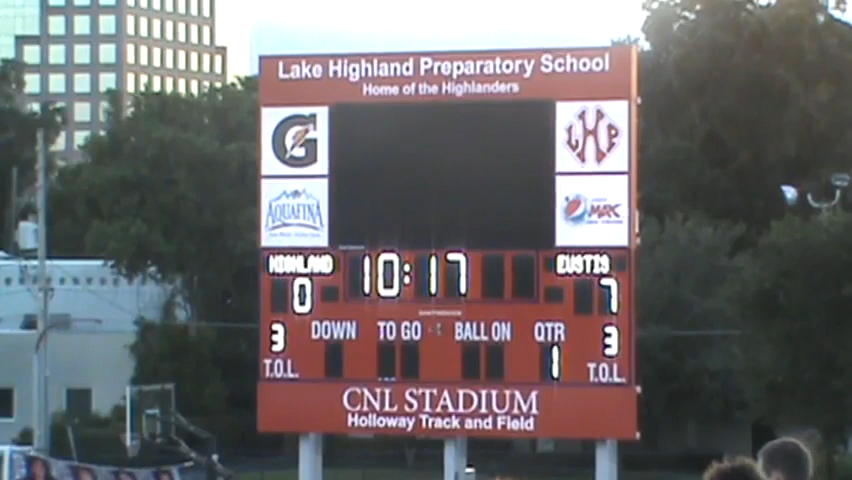 Lake Highland Preparatory School
Home of the Highlanders
G
LHP
AQUAFINA
MAX
HIGHLAND 10:17 EUSTIS
0 7
3 DOWN TO GO BALL ON QTR 3
T.O.L. 1 T.O.L.
CNL STADIUM
Holloway Track and Field